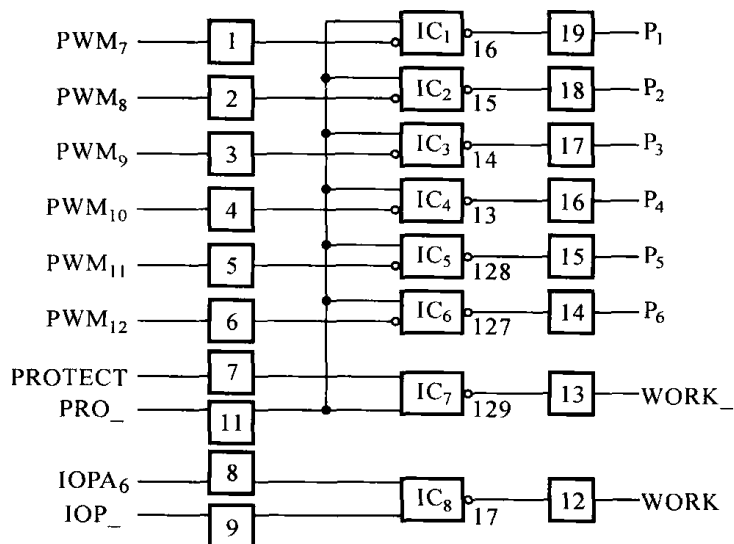 PWM₇ 1 IC₁ 16 19 P₁
PWM₈ 2 IC₂ 15 18 P₂
PWM₉ 3 IC₃ 14 17 P₃
PWM₁₀ 4 IC₄ 13 16 P₄
PWM₁₁ 5 IC₅ 128 15 P₅
PWM₁₂ 6 IC₆ 127 14 P₆
PROTECT 7 IC₇ 129 13 WORK_
PRO_ 11
IOPA₆ 8 IC₈ 17 12 WORK
IOP_ 9